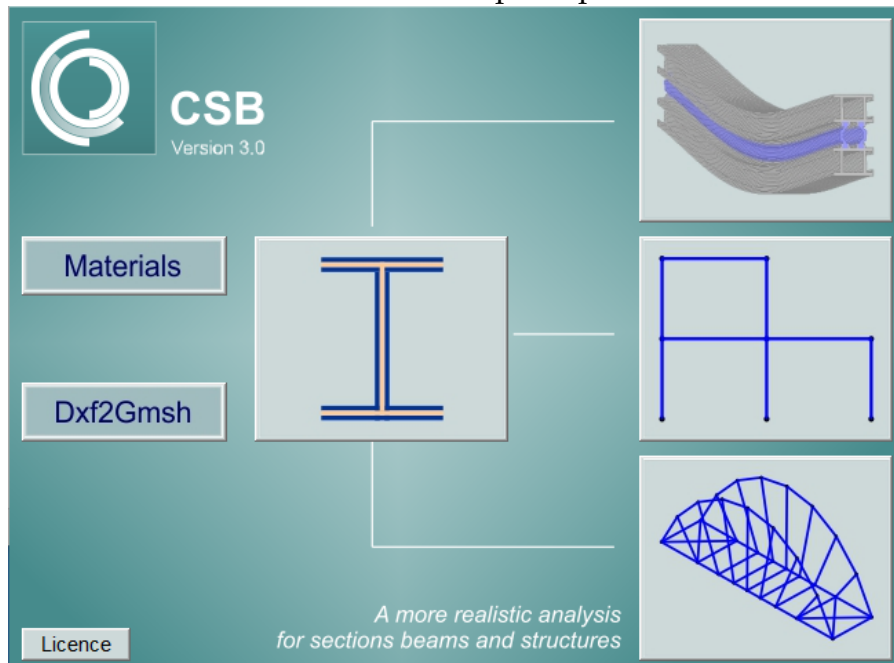 CSB
Version 3.0
Materials
Dxf2Gmsh
A more realistic analysis
for sections beams and structures
Licence